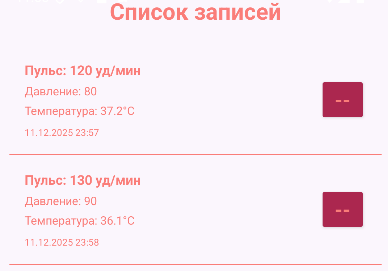 Список записей
Пульс: 120 уд/мин
Давление: 80
--
Температура: 37.2°C
11.12.2025 23:57
Пульс: 130 уд/мин
Давление: 90
--
Температура: 36.1°C
11.12.2025 23:58